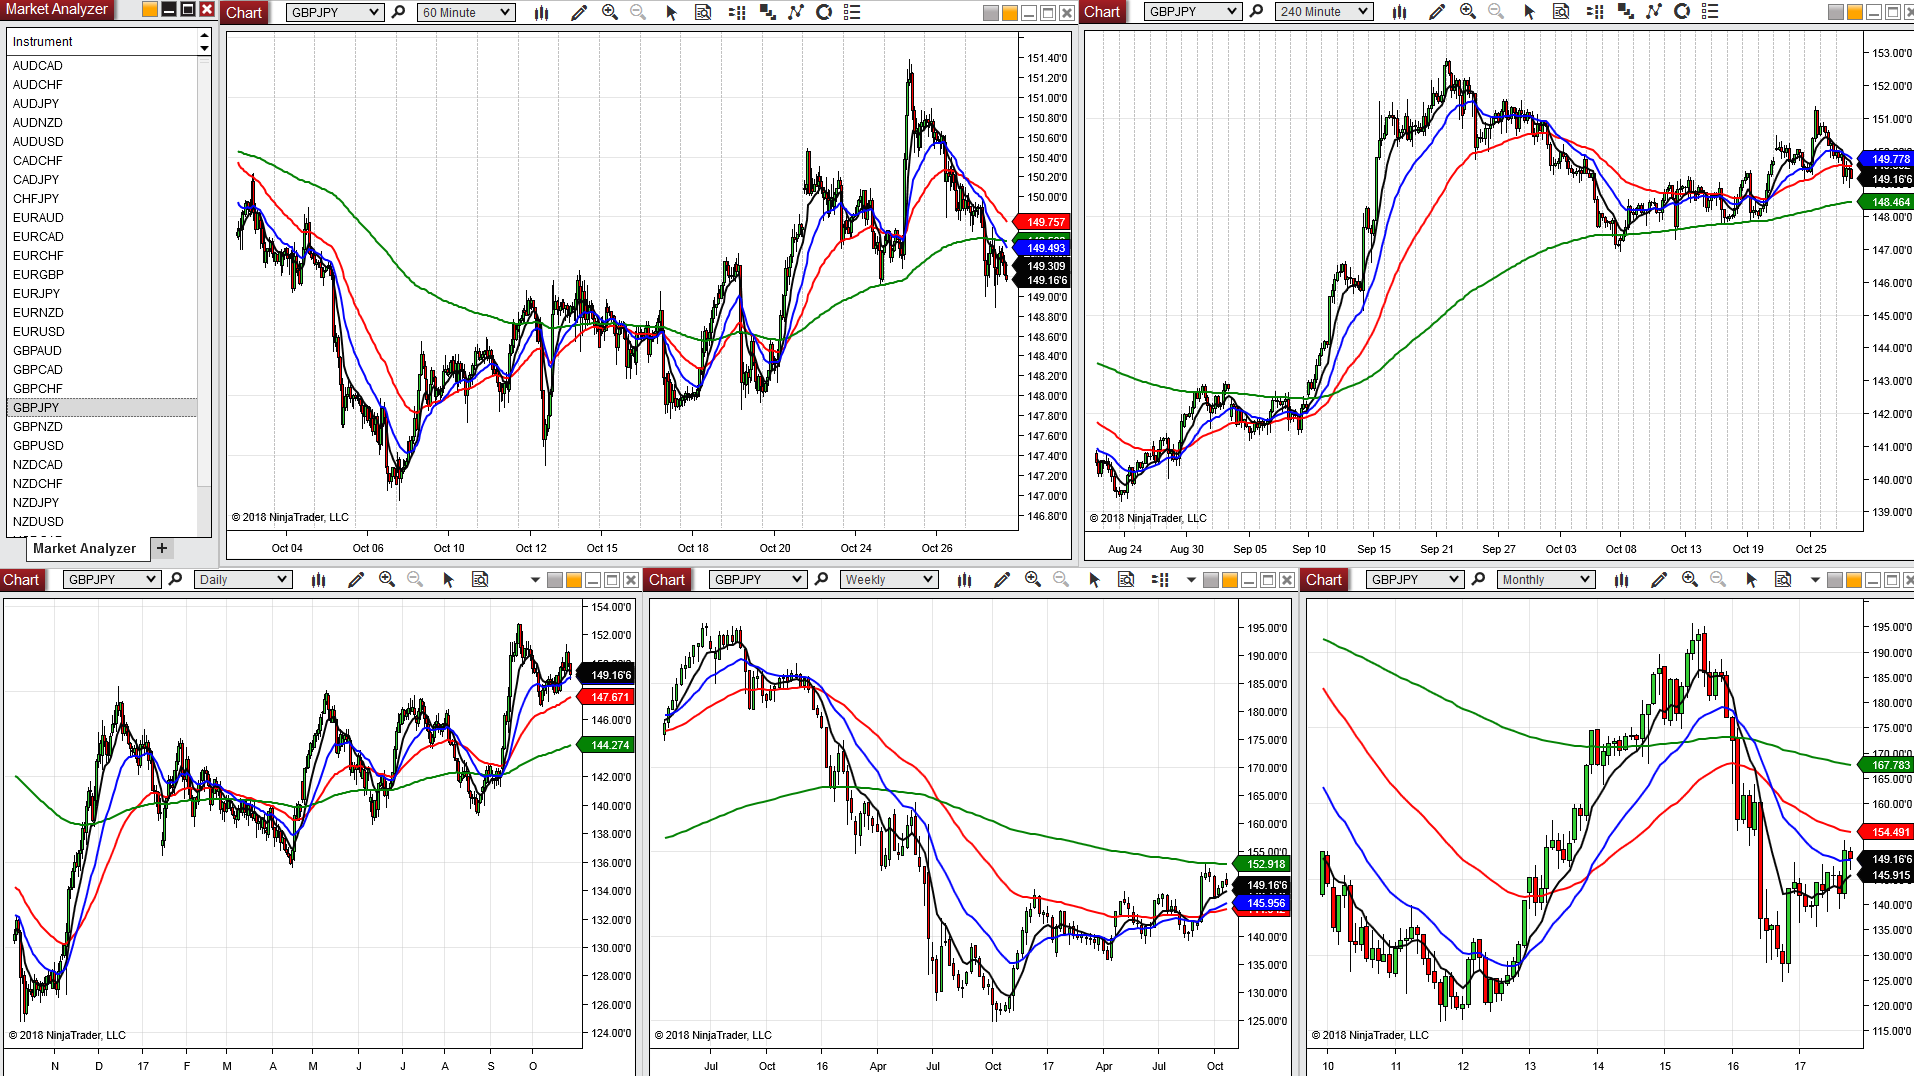 Market Analyzer
Instrument
AUDCAD
AUDCHF
AUDJPY
AUDNZD
AUDUSD
CADCHF
CADJPY
CHFJPY
EURAUD
EURCAD
EURCHF
EURGBP
EURJPY
EURNZD
EURUSD
GBPAUD
GBPCAD
GBPCHF
GBPJPY
GBPNZD
GBPUSD
NZDCAD
NZDCHF
NZDJPY
NZDUSD
Market Analyzer +
Chart GBPJPY 60 Minute
151.40'0
151.20'0
151.00'0
150.80'0
150.60'0
150.40'0
150.20'0
150.00'0
149.757
149.493
149.309
149.16'6
149.00'0
148.80'0
148.60'0
148.40'0
148.20'0
148.00'0
147.80'0
147.60'0
147.40'0
147.20'0
147.00'0
146.80'0
© 2018 NinjaTrader, LLC
Oct 04 Oct 06 Oct 10 Oct 12 Oct 15 Oct 18 Oct 20 Oct 24 Oct 26
Chart GBPJPY 240 Minute
153.00'0
152.00'0
151.00'0
149.778
149.16'6
148.464
148.00'0
147.00'0
146.00'0
145.00'0
144.00'0
143.00'0
142.00'0
141.00'0
140.00'0
139.00'0
© 2018 NinjaTrader, LLC
Aug 24 Aug 30 Sep 05 Sep 10 Sep 15 Sep 21 Sep 27 Oct 03 Oct 08 Oct 13 Oct 19 Oct 25
Chart GBPJPY Daily
154.00'0
152.00'0
149.16'6
147.671
146.00'0
144.274
142.00'0
140.00'0
138.00'0
136.00'0
134.00'0
132.00'0
130.00'0
128.00'0
126.00'0
124.00'0
© 2018 NinjaTrader, LLC
N D 17 F M A M J J A S O
Chart GBPJPY Weekly
195.00'0
190.00'0
185.00'0
180.00'0
175.00'0
170.00'0
165.00'0
160.00'0
155.00'0
152.918
149.16'6
145.956
140.00'0
135.00'0
130.00'0
125.00'0
© 2018 NinjaTrader, LLC
Jul Oct 16 Apr Jul Oct 17 Apr Jul Oct
Chart GBPJPY Monthly
195.00'0
190.00'0
185.00'0
180.00'0
175.00'0
170.00'0
167.783
165.00'0
160.00'0
154.491
149.16'6
145.915
140.00'0
135.00'0
130.00'0
125.00'0
120.00'0
115.00'0
© 2018 NinjaTrader, LLC
10 11 12 13 14 15 16 17